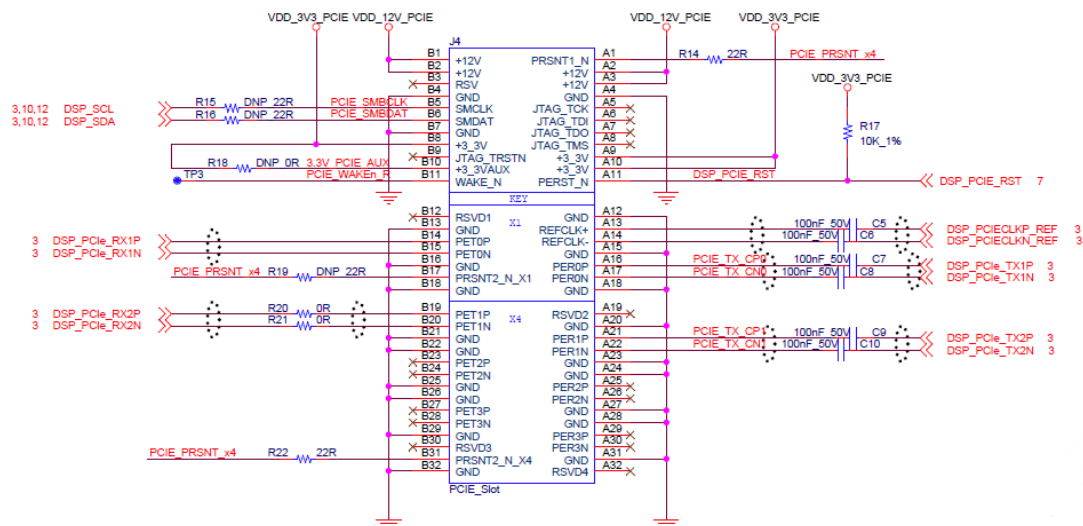 VDD_3V3_PCIE VDD_12V_PCIE VDD_12V_PCIE VDD_3V3_PCIE
J4
B1 +12V PRSNT1_N A1 R14 22R PCIE_PRSNT_x4
B2 +12V +12V A2
B3 RSV +12V A3
VDD_3V3_PCIE
B4 GND GND A4
3,10,12 DSP_SCL R15 DNP_22R PCIE_SMBCLK B5 SMCLK JTAG_TCK A5
3,10,12 DSP_SDA R16 DNP_22R PCIE_SMBDAT B6 SMDAT JTAG_TDI A6
B7 GND JTAG_TDO A7
R17
10K_1%
B8 +3_3V JTAG_TMS A8
B9 JTAG_TRSTN +3_3V A9
R18 DNP_0R 3.3V_PCIE_AUX B10 +3_3VAUX +3_3V A10
TP3 PCIE_WAKEn_R B11 WAKE_N PERST_N A11 DSP_PCIE_RST DSP_PCIE_RST 7
KEY
B12 RSVD1 X1 GND A12
B13 GND REFCLK+ A13 100nF_50V C5 DSP_PCIECLKP_REF 3
3 DSP_PCIe_RX1P B14 PET0P REFCLK- A14 100nF_50V C6 DSP_PCIECLKN_REF 3
3 DSP_PCIe_RX1N B15 PET0N GND A15
B16 GND PER0P A16 PCIE_TX_CP0 100nF_50V C7 DSP_PCIe_TX1P 3
PCIE_PRSNT_x4 R19 DNP_22R B17 PRSNT2_N_X1 PER0N A17 PCIE_TX_CN0 100nF_50V C8 DSP_PCIe_TX1N 3
B18 GND GND A18
3 DSP_PCIe_RX2P R20 0R B19 PET1P X4 RSVD2 A19
3 DSP_PCIe_RX2N R21 0R B20 PET1N GND A20
B21 GND PER1P A21 PCIE_TX_CP1 100nF_50V C9 DSP_PCIe_TX2P 3
B22 GND PER1N A22 PCIE_TX_CN1 100nF_50V C10 DSP_PCIe_TX2N 3
B23 PET2P GND A23
B24 PET2N GND A24
B25 GND PER2P A25
B26 GND PER2N A26
B27 PET3P GND A27
B28 PET3N GND A28
B29 GND PER3P A29
B30 RSVD3 PER3N A30
PCIE_PRSNT_x4 R22 22R B31 PRSNT2_N_X4 GND A31
B32 GND RSVD4 A32
PCIE_Slot